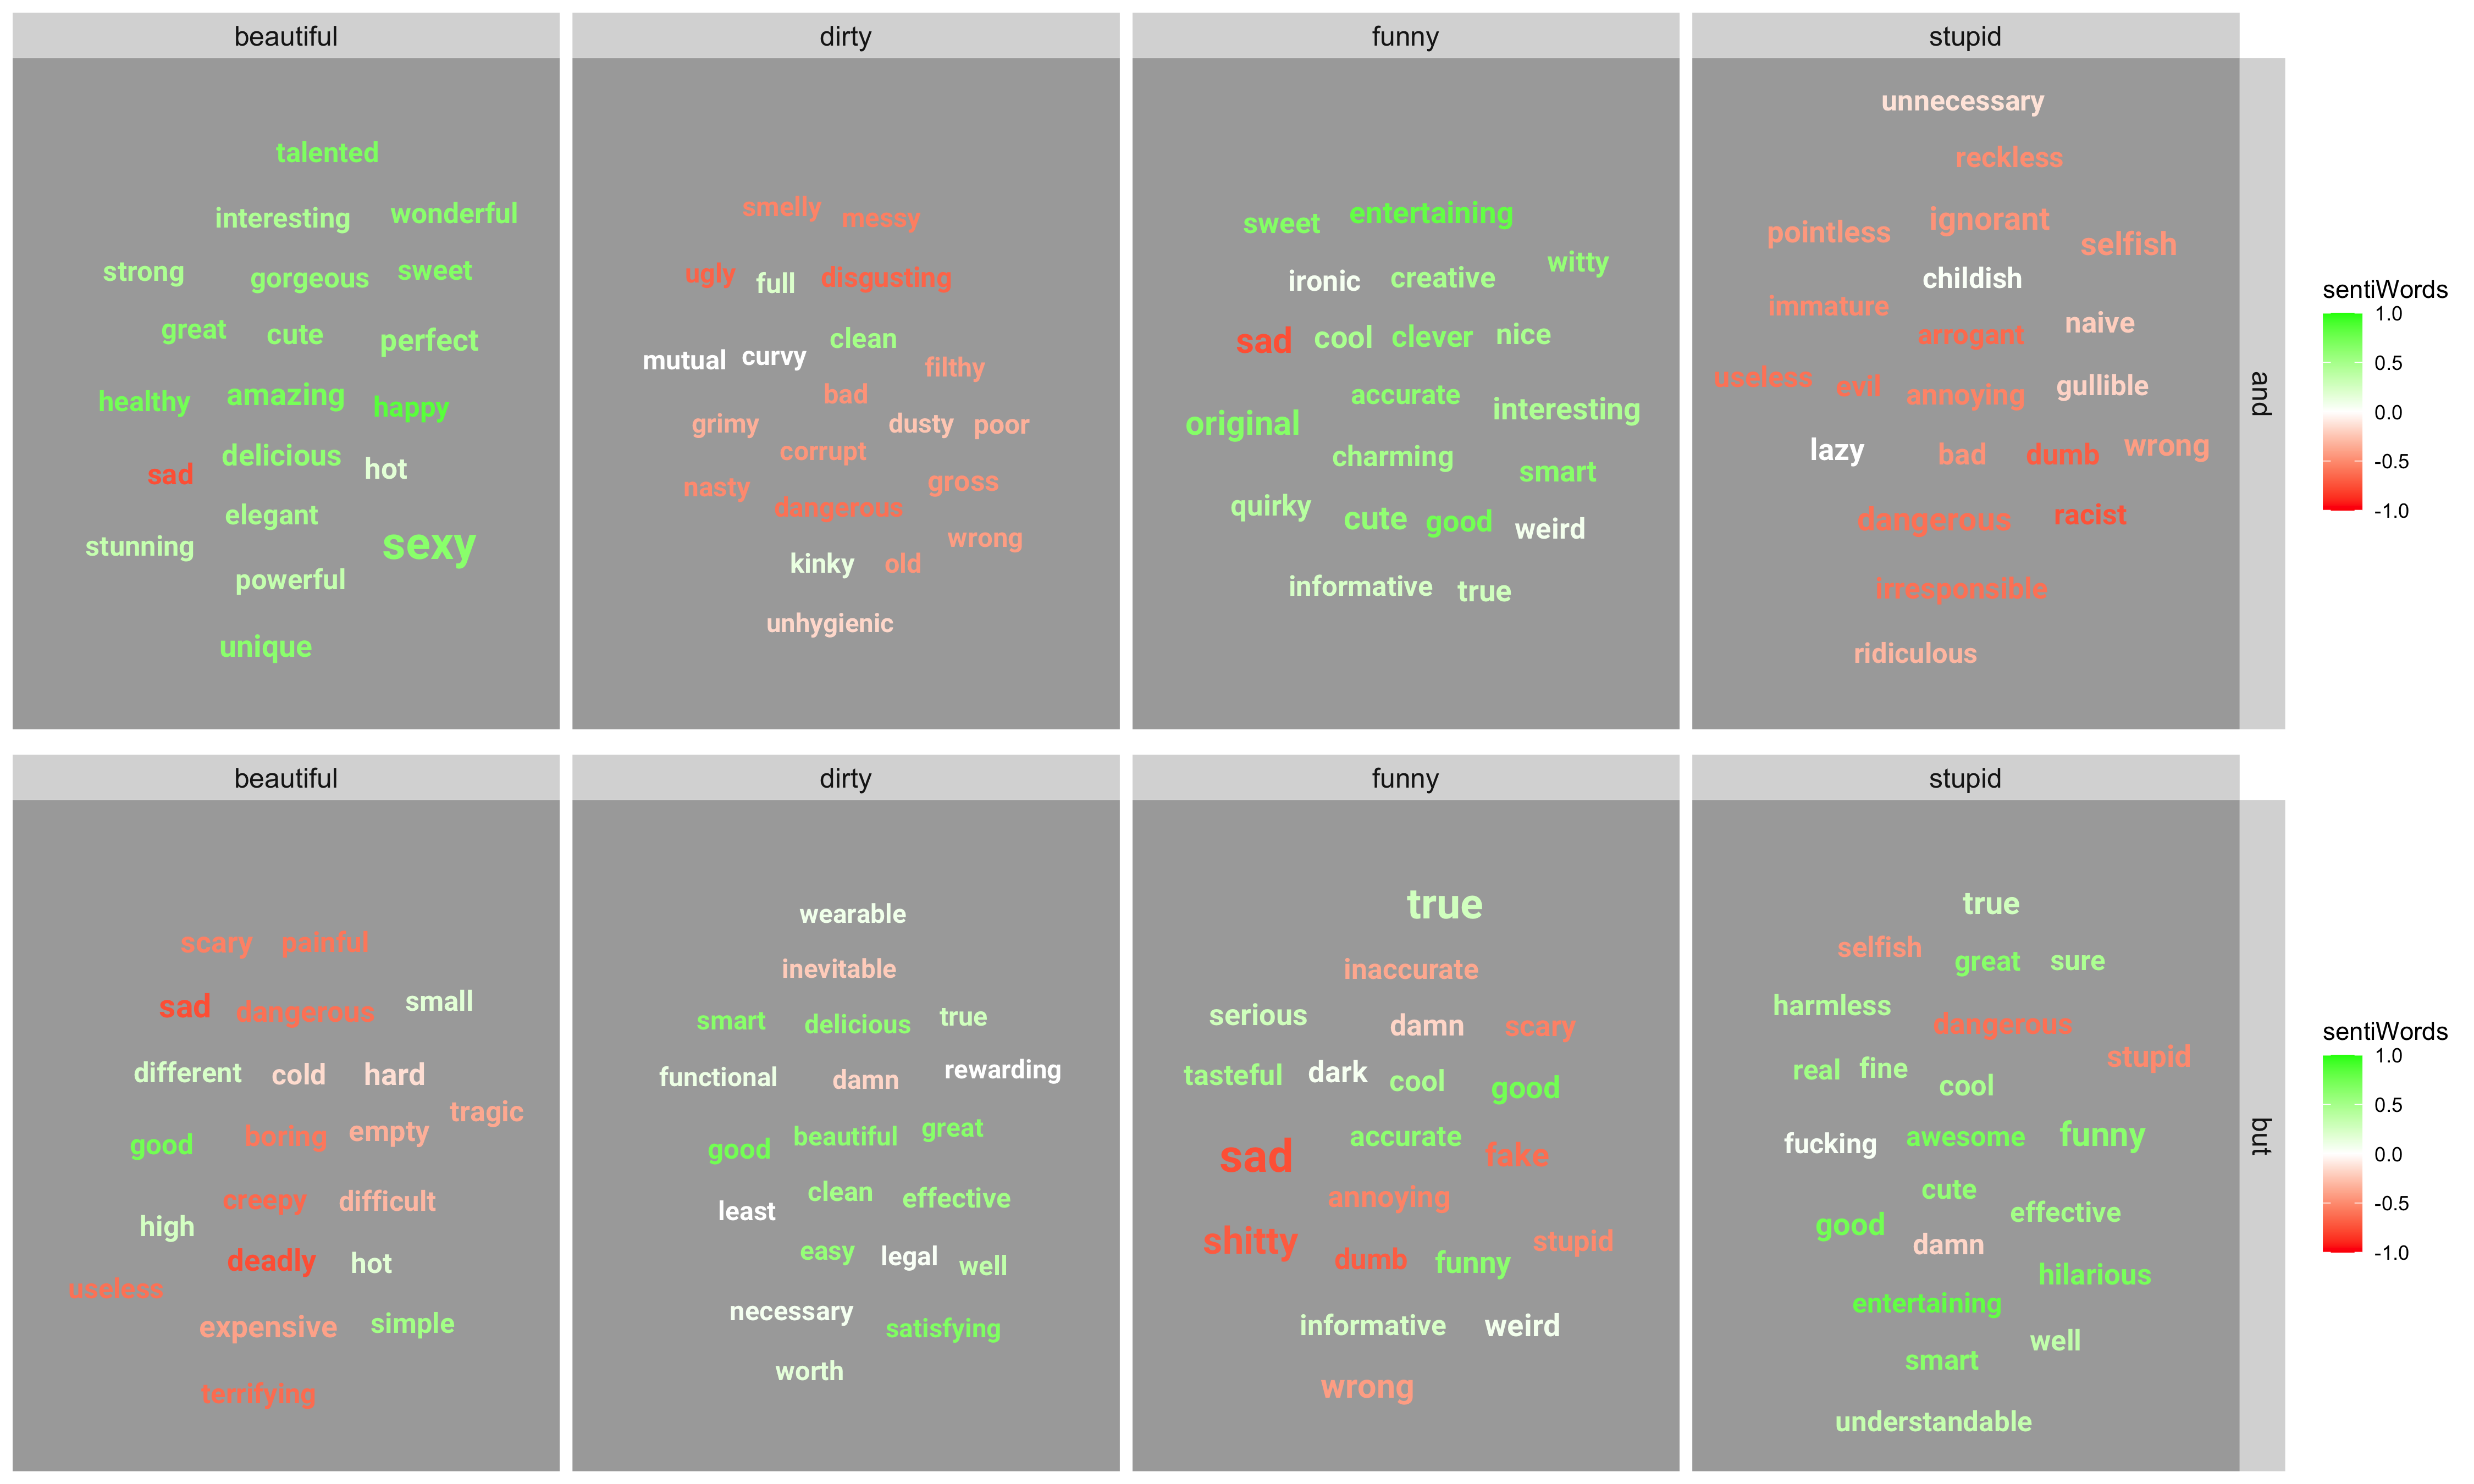 beautiful
dirty
funny
stupid
talented
interesting wonderful
strong gorgeous sweet
great cute perfect
healthy amazing happy
sad delicious hot
elegant
stunning sexy
powerful
unique
smelly messy
ugly full disgusting
clean
mutual curvy filthy
bad
grimy dusty poor
corrupt
nasty gross
dangerous
wrong
kinky old
unhygienic
sweet entertaining
witty
ironic creative
sad cool clever nice
accurate
original interesting
charming smart
quirky cute good weird
informative true
unnecessary
reckless
pointless ignorant selfish
childish
immature arrogant naive
useless evil annoying gullible
lazy bad dumb wrong
dangerous racist
irresponsible
ridiculous
and
sentiWords
1.0
0.5
0.0
-0.5
-1.0
beautiful
dirty
funny
stupid
scary painful
sad dangerous small
different cold hard
tragic
good boring empty
creepy difficult
high
deadly hot
useless
expensive simple
terrifying
wearable
inevitable
smart delicious true
functional damn rewarding
good beautiful great
clean effective
least
easy legal well
necessary satisfying
worth
true
inaccurate
serious damn scary
tasteful dark cool good
accurate
sad fake
annoying
shitty stupid
dumb funny
informative weird
wrong
true
selfish great sure
harmless dangerous
stupid
real fine cool
fucking awesome funny
cute
good effective
damn
hilarious
entertaining
well
smart
understandable
but
sentiWords
1.0
0.5
0.0
-0.5
-1.0